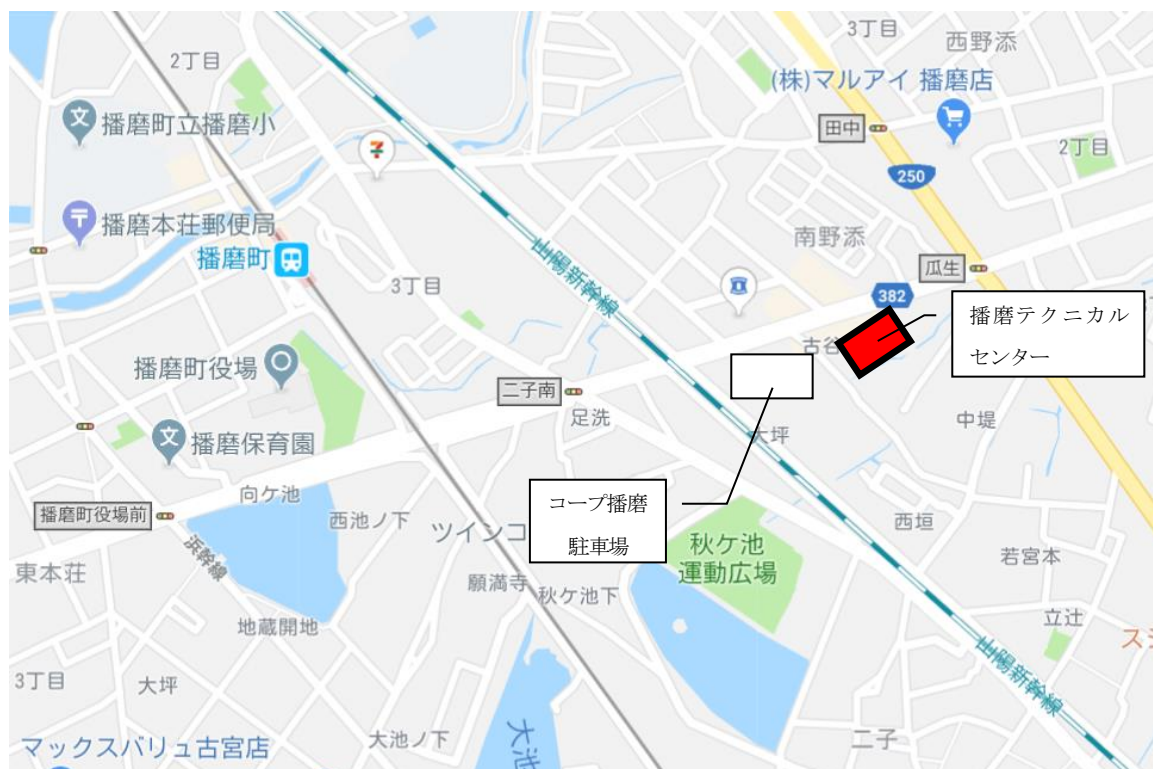 3丁目
西野添
2丁目
(株)マルアイ 播磨店
播磨町立播磨小
田中
2丁目
250
7
播磨本荘郵便局
南野添
播磨町
山陽新幹線
瓜生
3丁目
382
播磨テクニカル
センター
古谷
播磨町役場
二子南
足洗
中堤
大坪
文
播磨保育園
向ケ池
コープ播磨
駐車場
播磨町役場前
西池ノ下
ツインコ
西垣
浜幹線
秋ケ池
運動広場
若宮本
東本荘
願満寺
秋ケ池下
地蔵開地
立辻
スシ
山陽新幹線
3丁目
大坪
大池ノ下
大池
二子
マックスバリュ古宮店